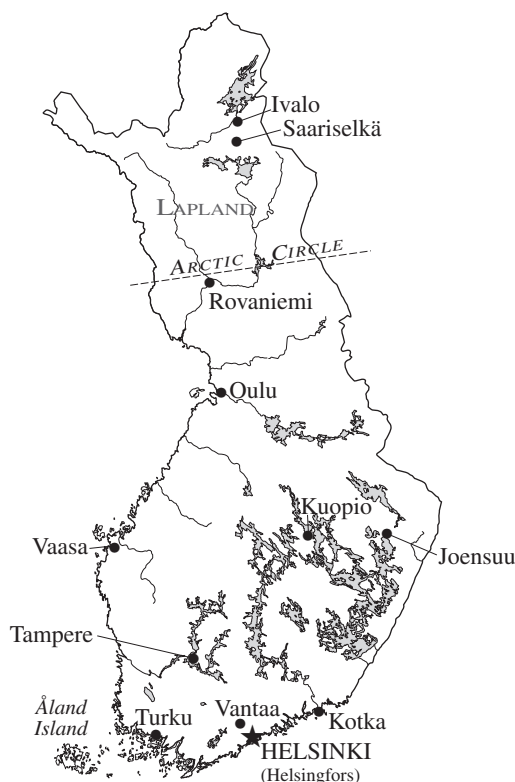 Ivalo
Saariselkä
LAPLAND
ARCTIC CIRCLE
Rovaniemi
Oulu
Kuopio
Vaasa
Joensuu
Tampere
Åland
Island
Turku
Vantaa
Kotka
HELSINKI
(Helsingfors)